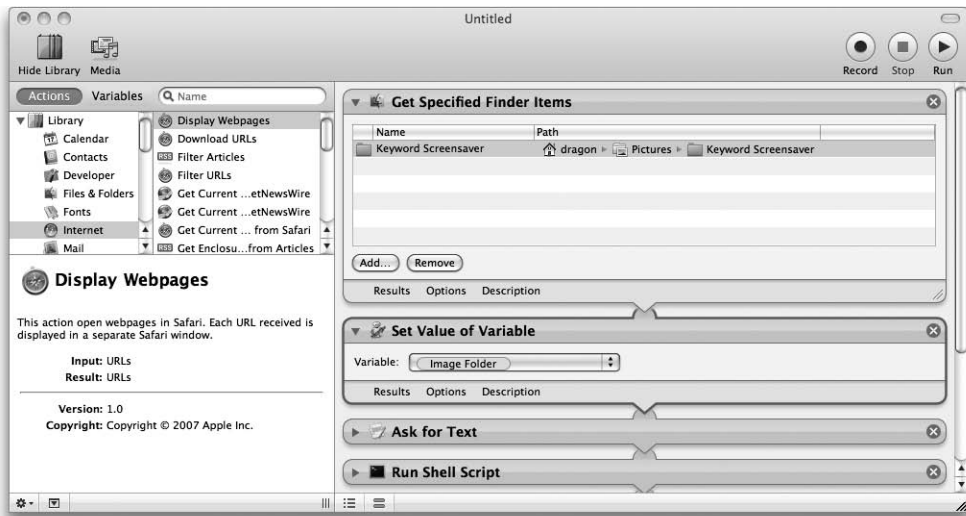 Untitled
Hide Library
Media
Record
Stop
Run
Actions
Variables
Name
Library
Calendar
Contacts
Developer
Files & Folders
Fonts
Internet
Mail
Display Webpages
Download URLs
RSS Filter Articles
Filter URLs
Get Current ...etNewsWire
Get Current ...etNewsWire
Get Current ... from Safari
RSS Get Enclosu...from Articles
Display Webpages
This action open webpages in Safari. Each URL received is
displayed in a separate Safari window.
Input: URLs
Result: URLs
Version: 1.0
Copyright: Copyright © 2007 Apple Inc.
Get Specified Finder Items
Name
Path
Keyword Screensaver
dragon
Pictures
Keyword Screensaver
Add...
Remove
Results Options Description
Set Value of Variable
Variable: Image Folder
Results Options Description
Ask for Text
Run Shell Script